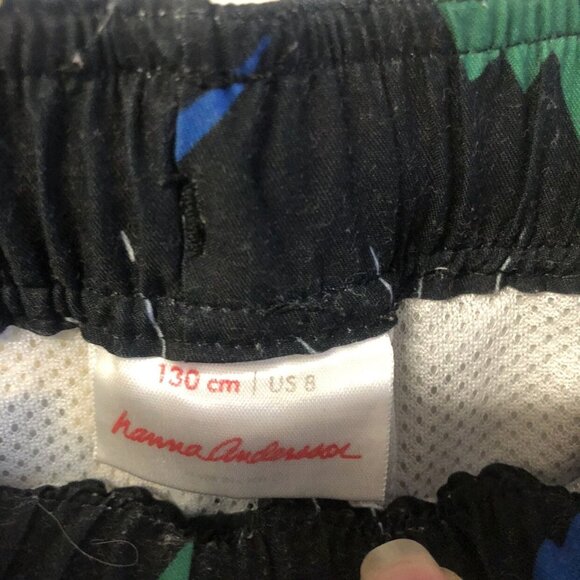 130 cm | US 8
hanna Andersson